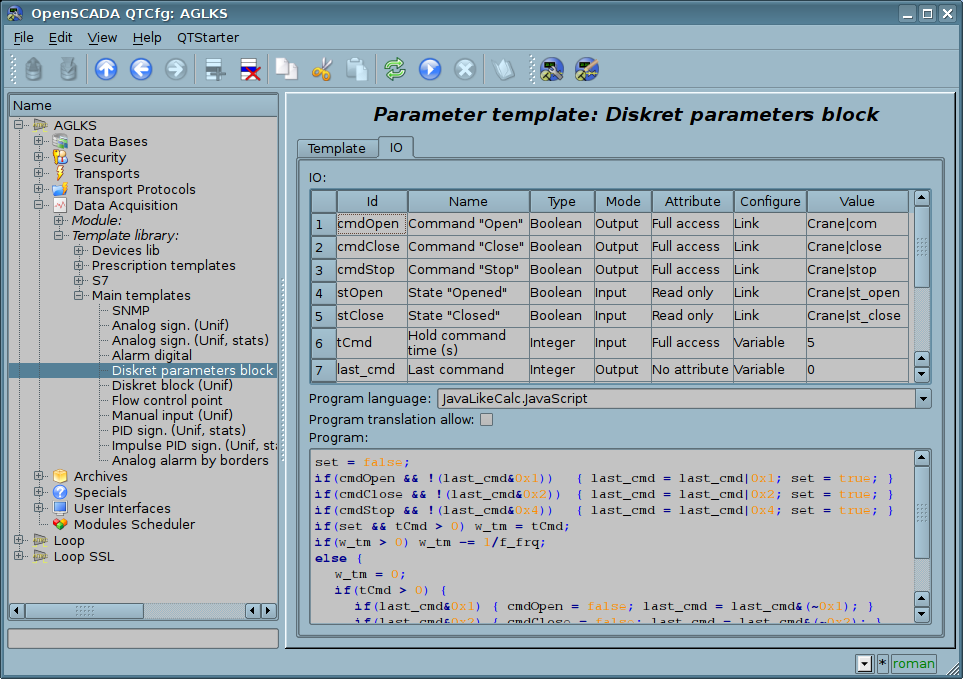 OpenSCADA QTCfg: AGLKS
File Edit View Help QTStarter
Name
AGLKS
Data Bases
Security
Transports
Transport Protocols
Data Acquisition
Module:
Template library:
Devices lib
Prescription templates
S7
Main templates
SNMP
Analog sign. (Unif)
Analog sign. (Unif, stats)
Alarm digital
Diskret parameters block
Diskret block (Unif)
Flow control point
Manual input (Unif)
PID sign. (Unif, stats)
Impulse PID sign. (Unif, sta
Analog alarm by borders
Archives
Specials
User Interfaces
Modules Scheduler
Loop
Loop SSL
Parameter template: Diskret parameters block
Template IO
IO:
Id Name Type Mode Attribute Configure Value
1 cmdOpen Command "Open" Boolean Output Full access Link Crane|com
2 cmdClose Command "Close" Boolean Output Full access Link Crane|close
3 cmdStop Command "Stop" Boolean Output Full access Link Crane|stop
4 stOpen State "Opened" Boolean Input Read only Link Crane|st_open
5 stClose State "Closed" Boolean Input Read only Link Crane|st_close
6 tCmd Hold command time (s) Integer Input Full access Variable 5
7 last_cmd Last command Integer Output No attribute Variable 0
Program language: JavaLikeCalc.JavaScript
Program translation allow:
Program:
set = false;
if(cmdOpen && !(last_cmd&0x1)) { last_cmd = last_cmd|0x1; set = true; }
if(cmdClose && !(last_cmd&0x2)) { last_cmd = last_cmd|0x2; set = true; }
if(cmdStop && !(last_cmd&0x4)) { last_cmd = last_cmd|0x4; set = true; }
if(set && tCmd > 0) w_tm = tCmd;
if(w_tm > 0) w_tm -= 1/f_frq;
else {
w_tm = 0;
if(tCmd > 0) {
if(last_cmd&0x1) { cmdOpen = false; last_cmd = last_cmd&(~0x1); }
if(last_cmd&0x2) { cmdClose = false; last_cmd = last_cmd&(~0x2); }
* roman